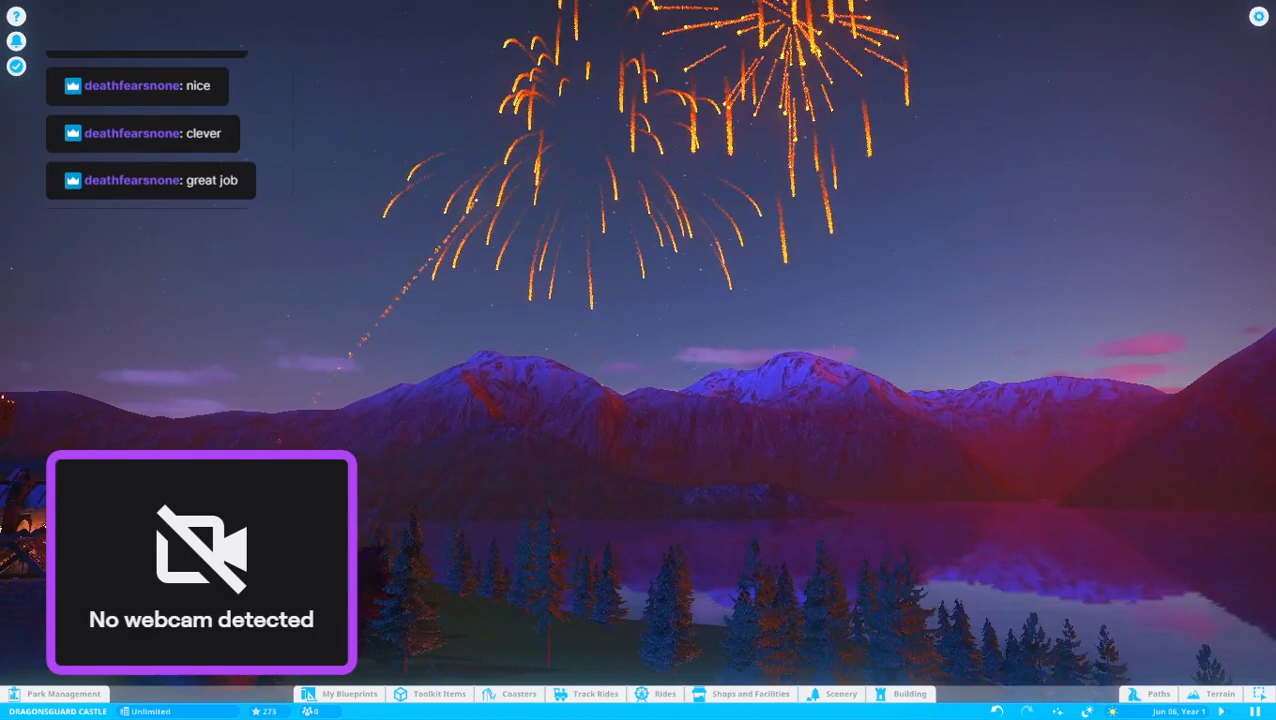 ?
deathfearsnone: nice
deathfearsnone: clever
deathfearsnone: great job
No webcam detected
Park Management
My Blueprints
Toolkit Items
Coasters
Track Rides
Rides
Shops and Facilities
Scenery
Building
Paths
Terrain
DRAGONSGUARD CASTLE
Unlimited
273
0
Jun 06, Year 1